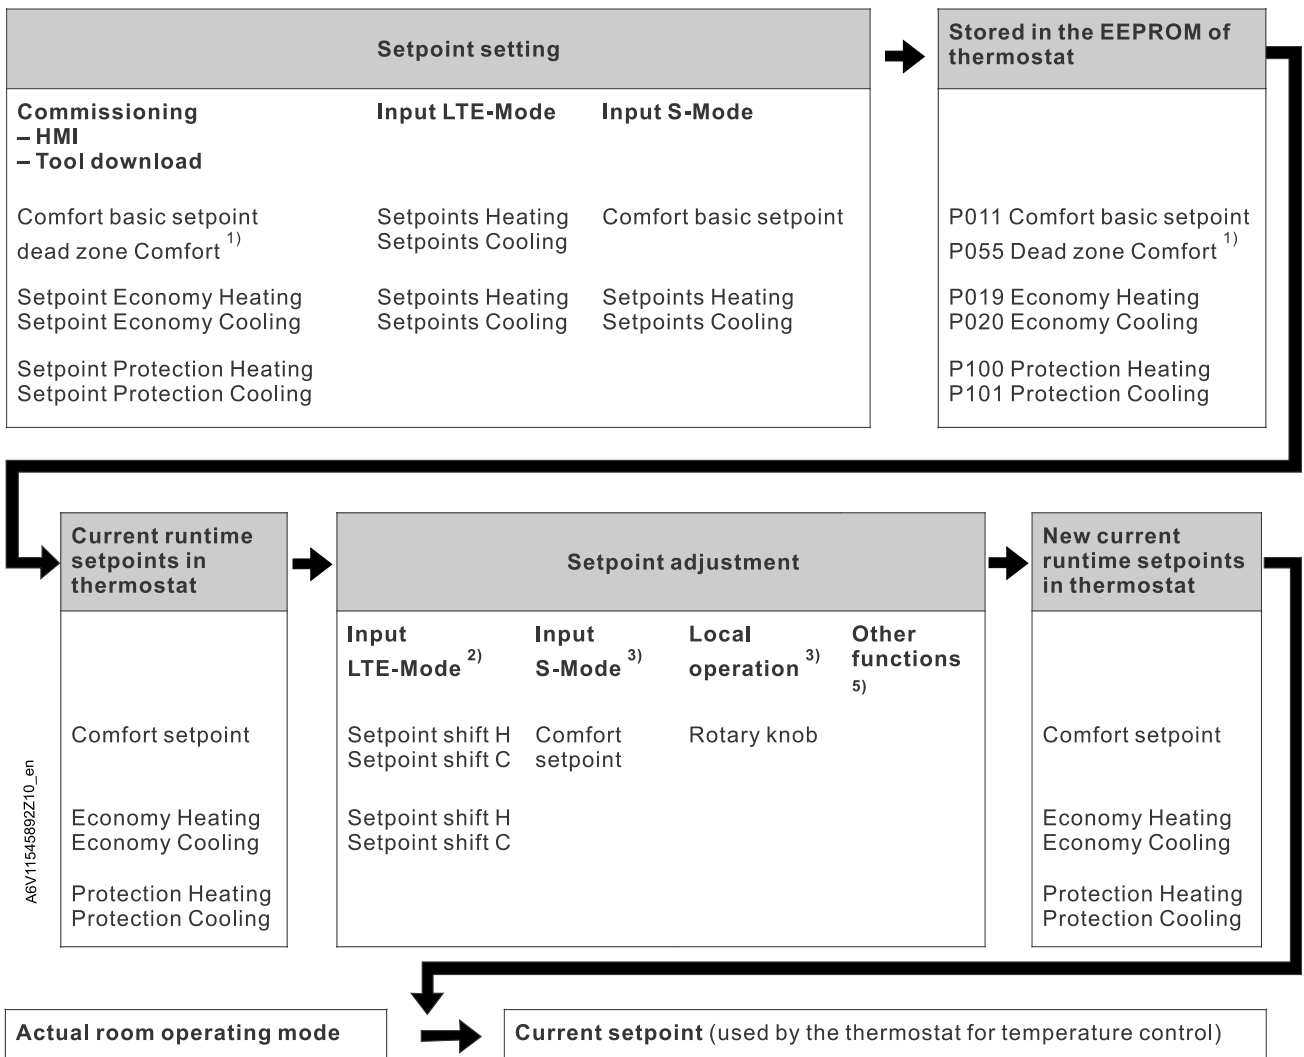 Setpoint setting
Stored in the EEPROM of
thermostat
Commissioning
– HMI
– Tool download
Input LTE-Mode
Input S-Mode
Comfort basic setpoint
dead zone Comfort 1)
Setpoints Heating
Setpoints Cooling
Comfort basic setpoint
P011 Comfort basic setpoint
P055 Dead zone Comfort 1)
Setpoint Economy Heating
Setpoint Economy Cooling
Setpoints Heating
Setpoints Cooling
Setpoints Heating
Setpoints Cooling
P019 Economy Heating
P020 Economy Cooling
Setpoint Protection Heating
Setpoint Protection Cooling
P100 Protection Heating
P101 Protection Cooling
Current runtime
setpoints in
thermostat
Setpoint adjustment
New current
runtime setpoints
in thermostat
Input
LTE-Mode 2)
Input
S-Mode 3)
Local
operation 3)
Other
functions
5)
Comfort setpoint
Setpoint shift H
Setpoint shift C
Comfort
setpoint
Rotary knob
Comfort setpoint
Economy Heating
Economy Cooling
Setpoint shift H
Setpoint shift C
Economy Heating
Economy Cooling
Protection Heating
Protection Cooling
Protection Heating
Protection Cooling
A6V11545892Z10_en
Actual room operating mode
Current setpoint (used by the thermostat for temperature control)